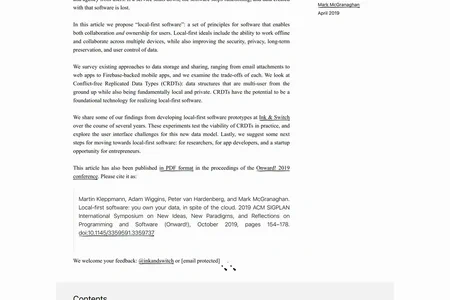 with that software is lost.
Mark McGranaghan
April 2019
In this article we propose “local-first software”: a set of principles for software that enables
both collaboration and ownership for users. Local-first ideals include the ability to work offline
and collaborate across multiple devices, while also improving the security, privacy, long-term
preservation, and user control of data.
We survey existing approaches to data storage and sharing, ranging from email attachments to
web apps to Firebase-backed mobile apps, and we examine the trade-offs of each. We look at
Conflict-free Replicated Data Types (CRDTs): data structures that are multi-user from the
ground up while also being fundamentally local and private. CRDTs have the potential to be a
foundational technology for realizing local-first software.
We share some of our findings from developing local-first software prototypes at Ink & Switch
over the course of several years. These experiments test the viability of CRDTs in practice, and
explore the user interface challenges for this new data model. Lastly, we suggest some next
steps for moving towards local-first software: for researchers, for app developers, and a startup
opportunity for entrepreneurs.
This article has also been published in PDF format in the proceedings of the Onward! 2019
conference. Please cite it as:
Martin Kleppmann, Adam Wiggins, Peter van Hardenberg, and Mark McGranaghan.
Local-first software: you own your data, in spite of the cloud. 2019 ACM SIGPLAN
International Symposium on New Ideas, New Paradigms, and Reflections on
Programming and Software (Onward!), October 2019, pages 154–178.
doi:10.1145/3359591.3359737
We welcome your feedback: @inkandswitch or [email protected]
Contents